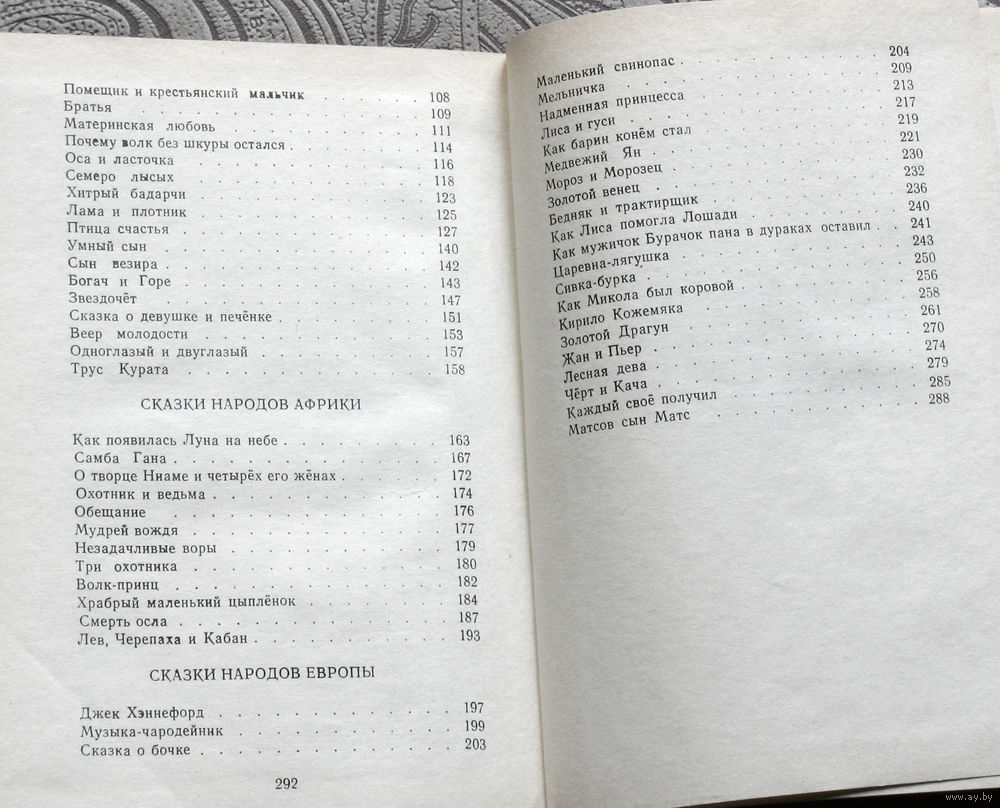 Помещик и крестьянский мальчик 108
Братья 109
Материнская любовь 111
Почему волк без шкуры остался 114
Оса и ласточка 116
Семеро лысых 118
Хитрый бадарчи 123
Лама и плотник 125
Птица счастья 127
Умный сын 140
Сын везира 142
Богач и Горе 143
Звездочёт 147
Сказка о девушке и печёнке 151
Веер молодости 153
Одноглазый и двуглазый 157
Трус Курата 158
СКАЗКИ НАРОДОВ АФРИКИ
Как появилась Луна на небе 163
Самба Гана 167
О творце Ниаме и четырёх его жёнах 172
Охотник и ведьма 174
Обещание 176
Мудрей вождя 177
Незадачливые воры 179
Три охотника 180
Волк-принц 182
Храбрый маленький цыплёнок 184
Смерть осла 187
Лев, Черепаха и Кабан 193
СКАЗКИ НАРОДОВ ЕВРОПЫ
Джек Хэннефорд 197
Музыка-чародейник 199
Сказка о бочке 203
292
Маленький свинопас 204
Мельничка 209
Надменная принцесса 213
Лиса и гуси 217
Как барин конём стал 219
Медвежий Ян 221
Мороз и Морозец 230
Золотой венец 232
Бедняк и трактирщик 236
Как Лиса помогла Лошади 240
Как мужичок Бурачок пана в дураках оставил 241
Царевна-лягушка 243
Сивка-бурка 250
Как Микола был коровой 256
Кирило Кожемяка 258
Золотой Драгун 261
Жан и Пьер 270
Лесная дева 274
Чёрт и Кача 279
Каждый своё получил 285
Матсов сын Матс 288
www.ay.by